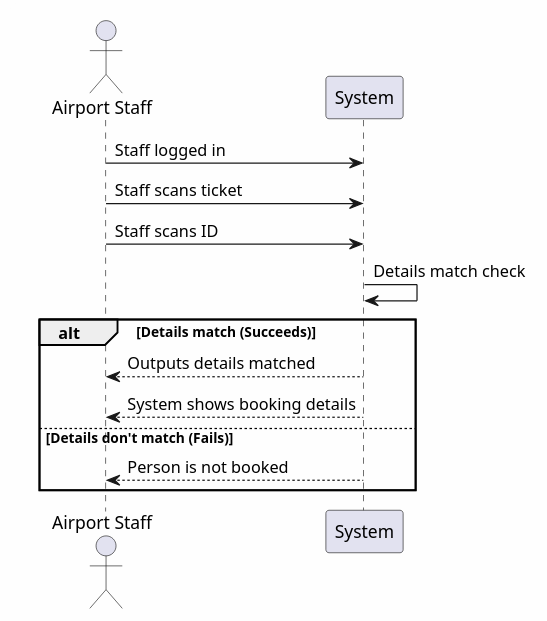 Airport Staff
System
Staff logged in
Staff scans ticket
Staff scans ID
Details match check
alt
[Details match (Succeeds)]
Outputs details matched
System shows booking details
[Details don't match (Fails)]
Person is not booked
Airport Staff
System